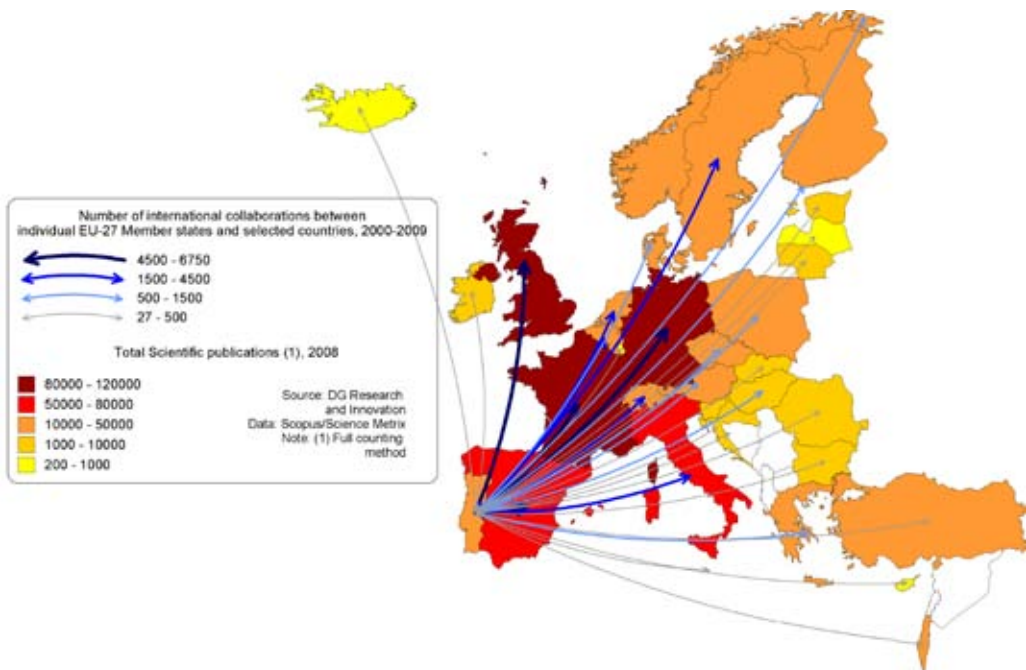 Number of international collaborations between
individual EU-27 Member states and selected countries, 2000-2009
4500 - 6750
1500 - 4500
500 - 1500
27 - 500
Total Scientific publications (1), 2008
80000 - 120000
50000 - 80000
10000 - 50000
1000 - 10000
200 - 1000
Source: DG Research
and Innovation
Data: Scopus/Science Metrix
Note: (1) Full counting
method